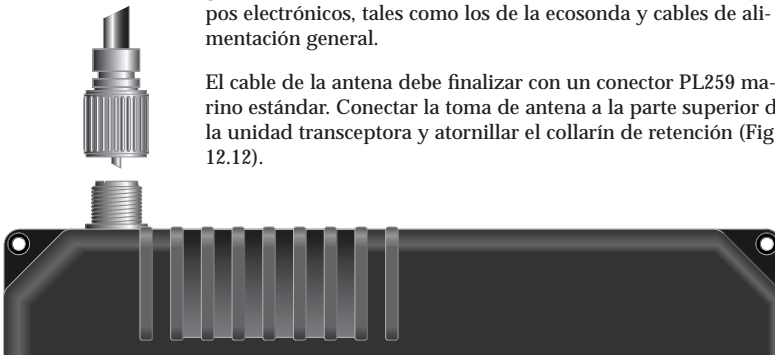 pos electrónicos, tales como los de la ecosonda y cables de ali-
mentación general.
El cable de la antena debe finalizar con un conector PL259 ma-
rino estándar. Conectar la toma de antena a la parte superior d
la unidad transceptora y atornillar el collarín de retención (Fig
12.12).